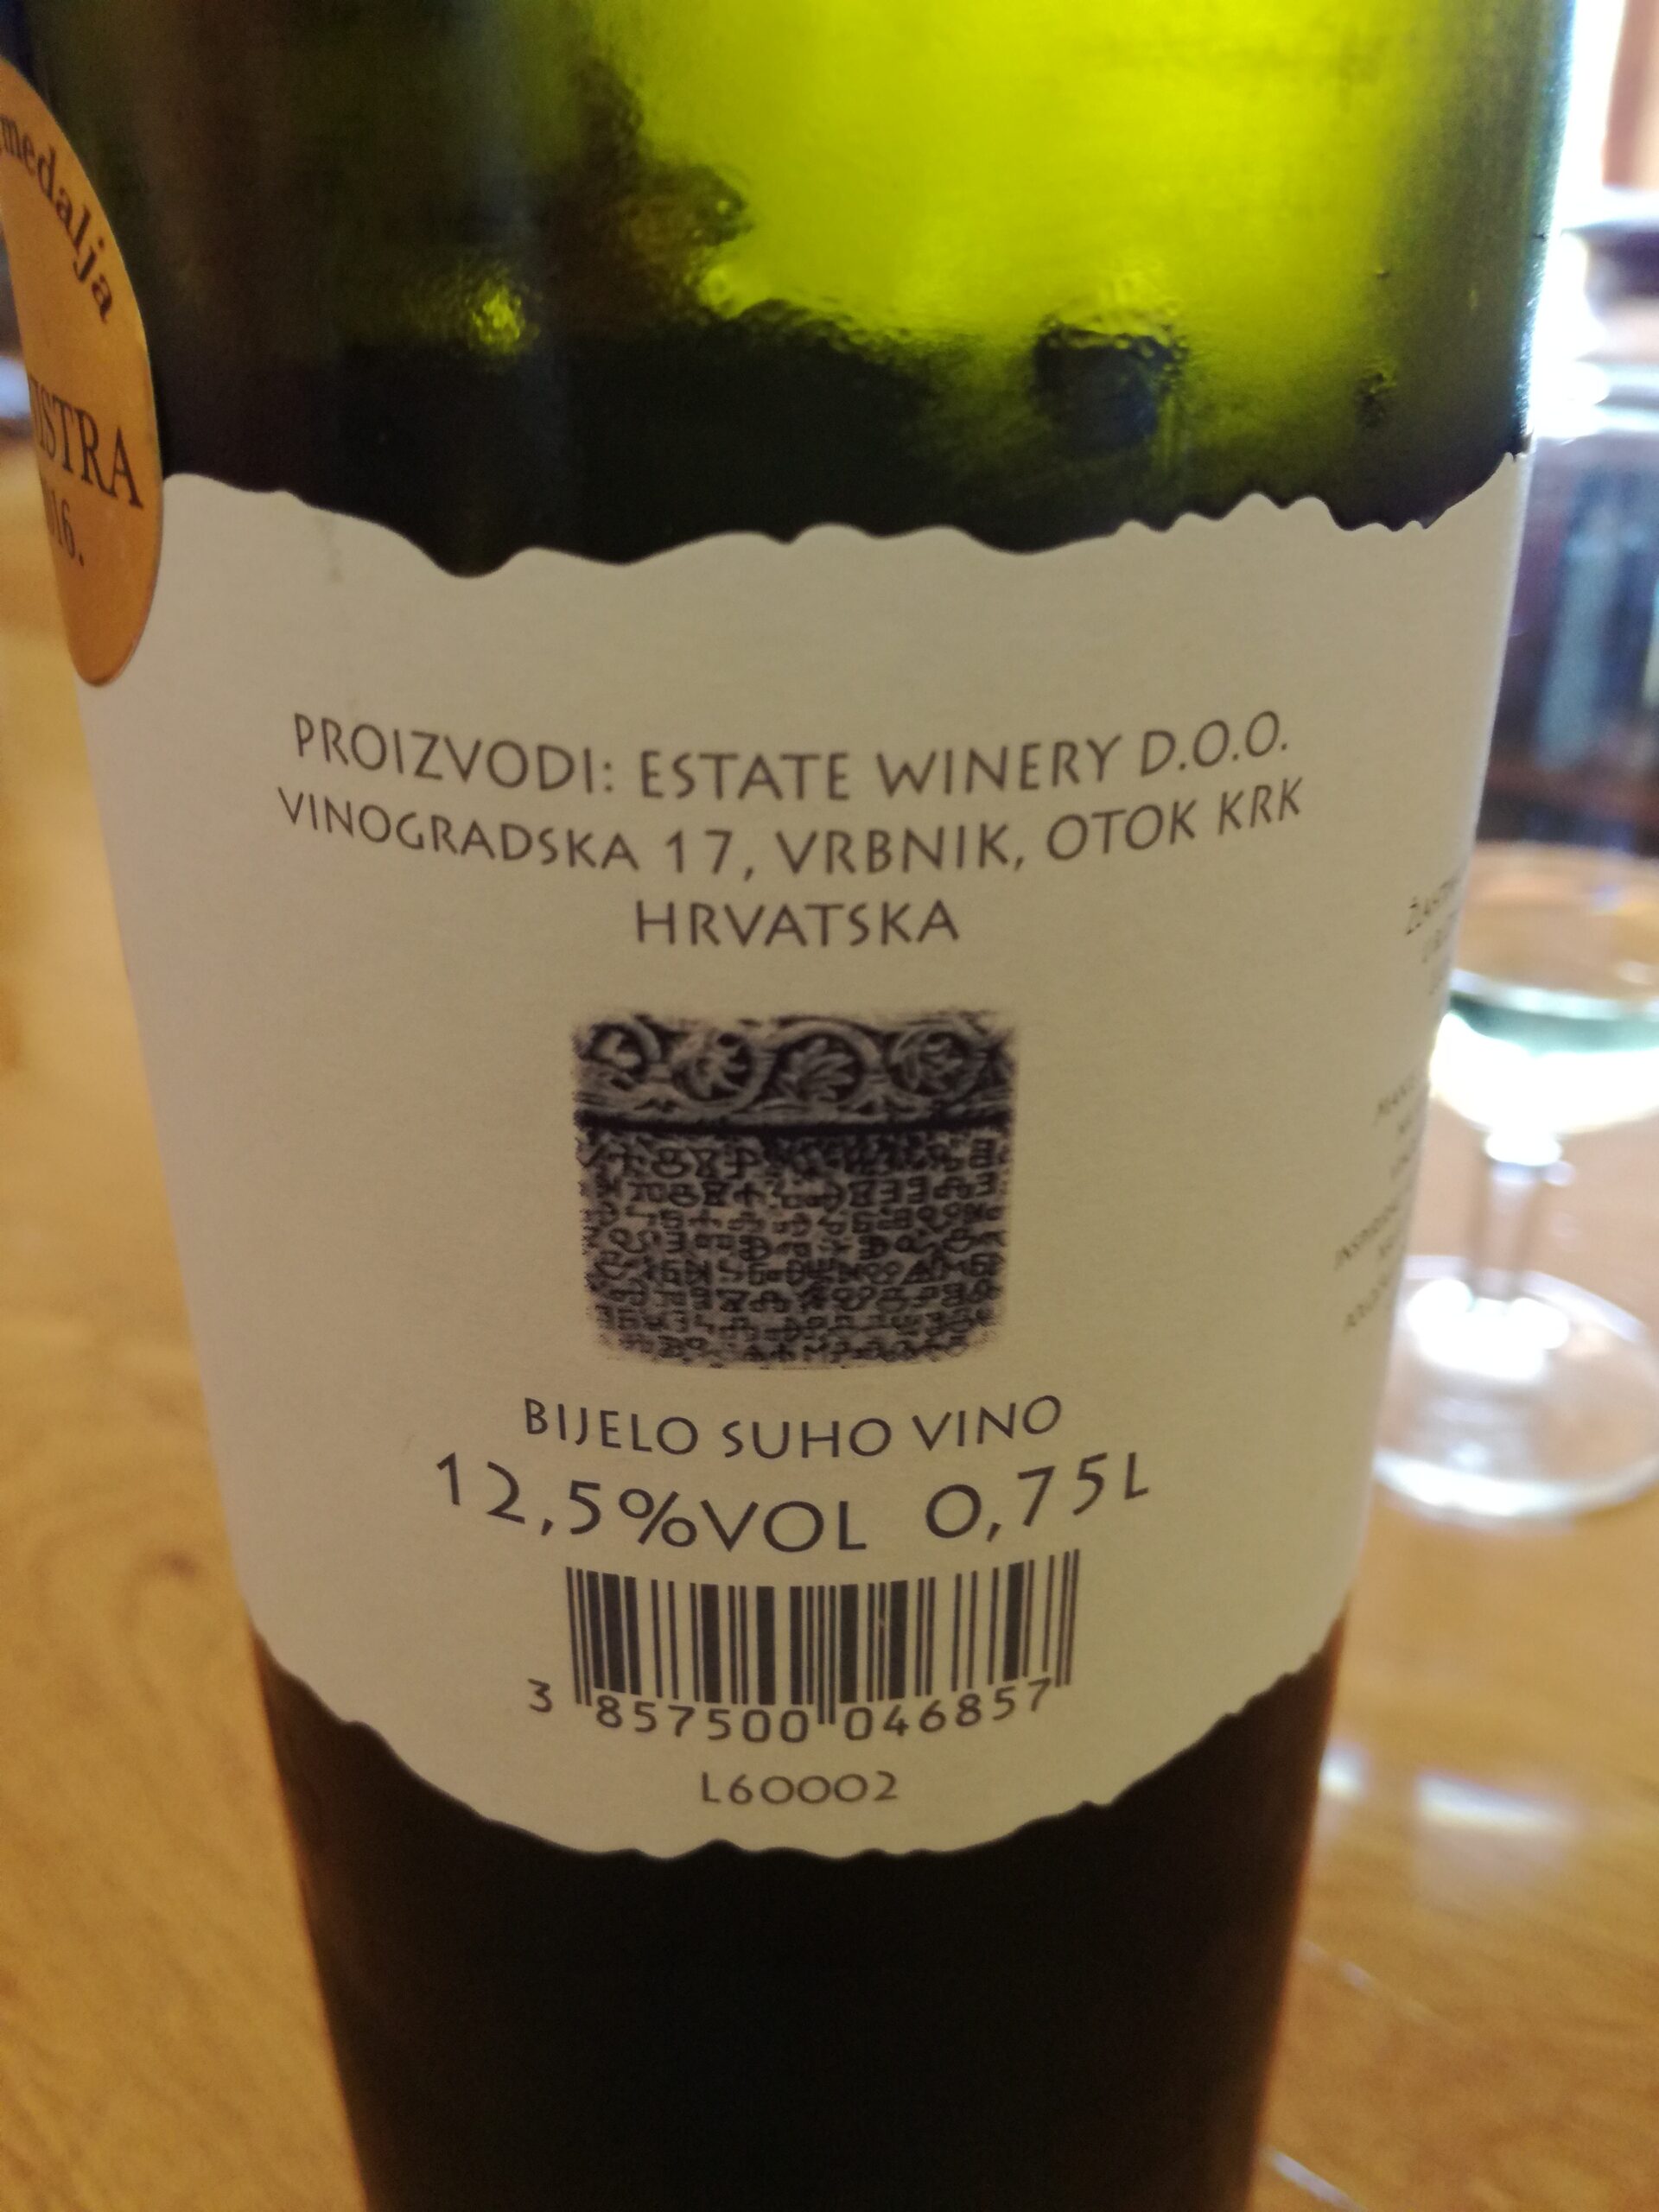 medalja
PROIZVODI: ESTATE WINERY D.O.O.
VINOGRADSKA 17, VRBNIK, OTOK KRK
HRVATSKA
BIJELO SUHO VINO
12,5%VOL 0,75L
3 857500 046857
L60002